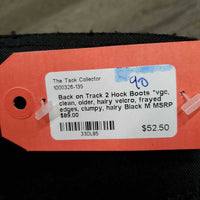 The Tack Collector
1000326-135
90
Back on Track 2 Hock Boots "vgc,
clean, older, hairy velcro, frayed
edges, clumpy, hairy Black M MSRP
$89.00
33DL85
$52.50